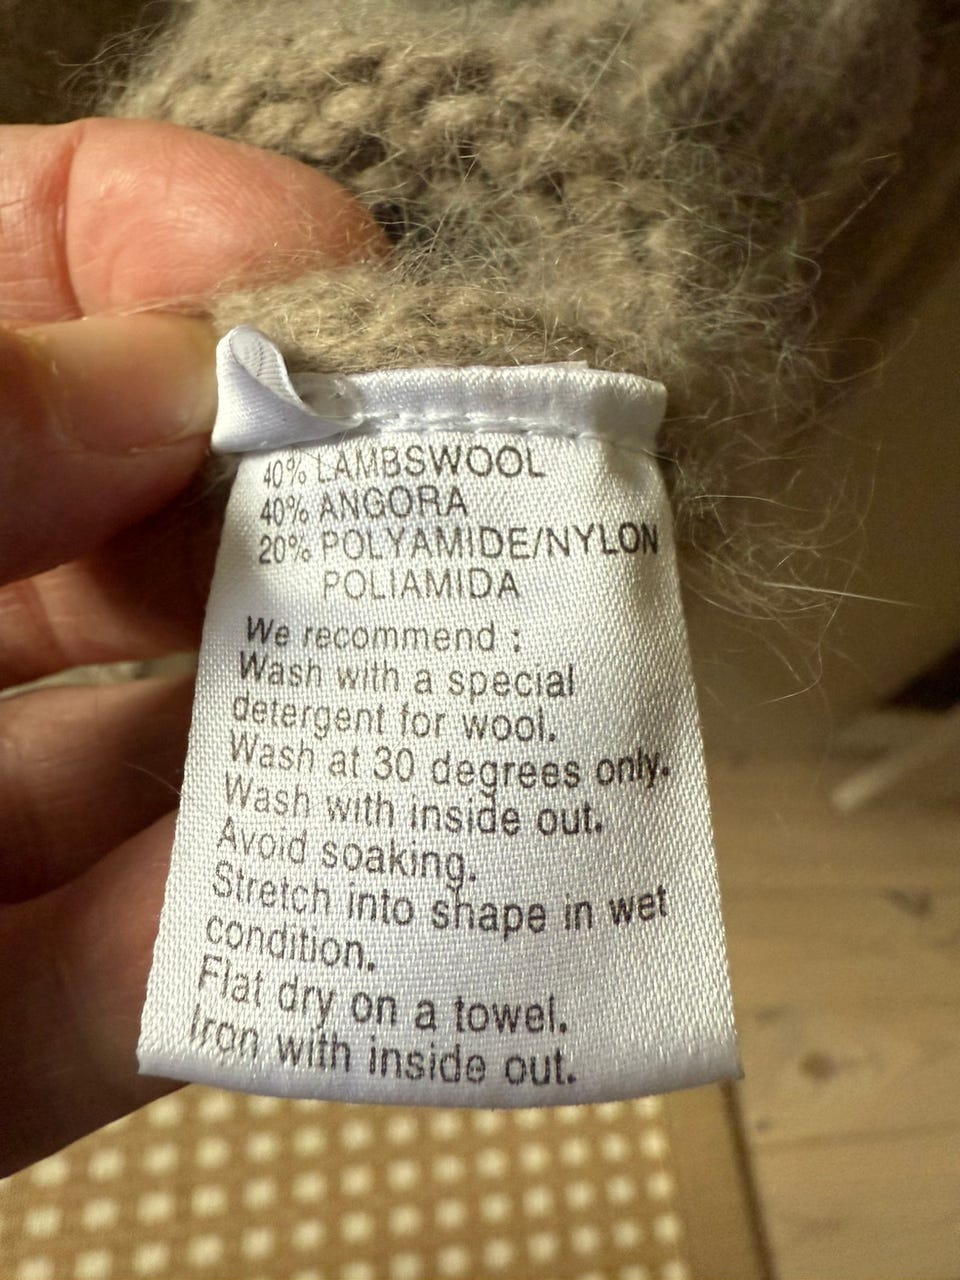 40% LAMBSWOOL
40% ANGORA
20% POLYAMIDE/NYLON
POLIAMIDA
We recommend :
Wash with a special
detergent for wool.
Wash at 30 degrees only.
Wash with inside out.
Avoid soaking.
Stretch into shape in wet
condition.
Flat dry on a towel.
Iron with inside out.